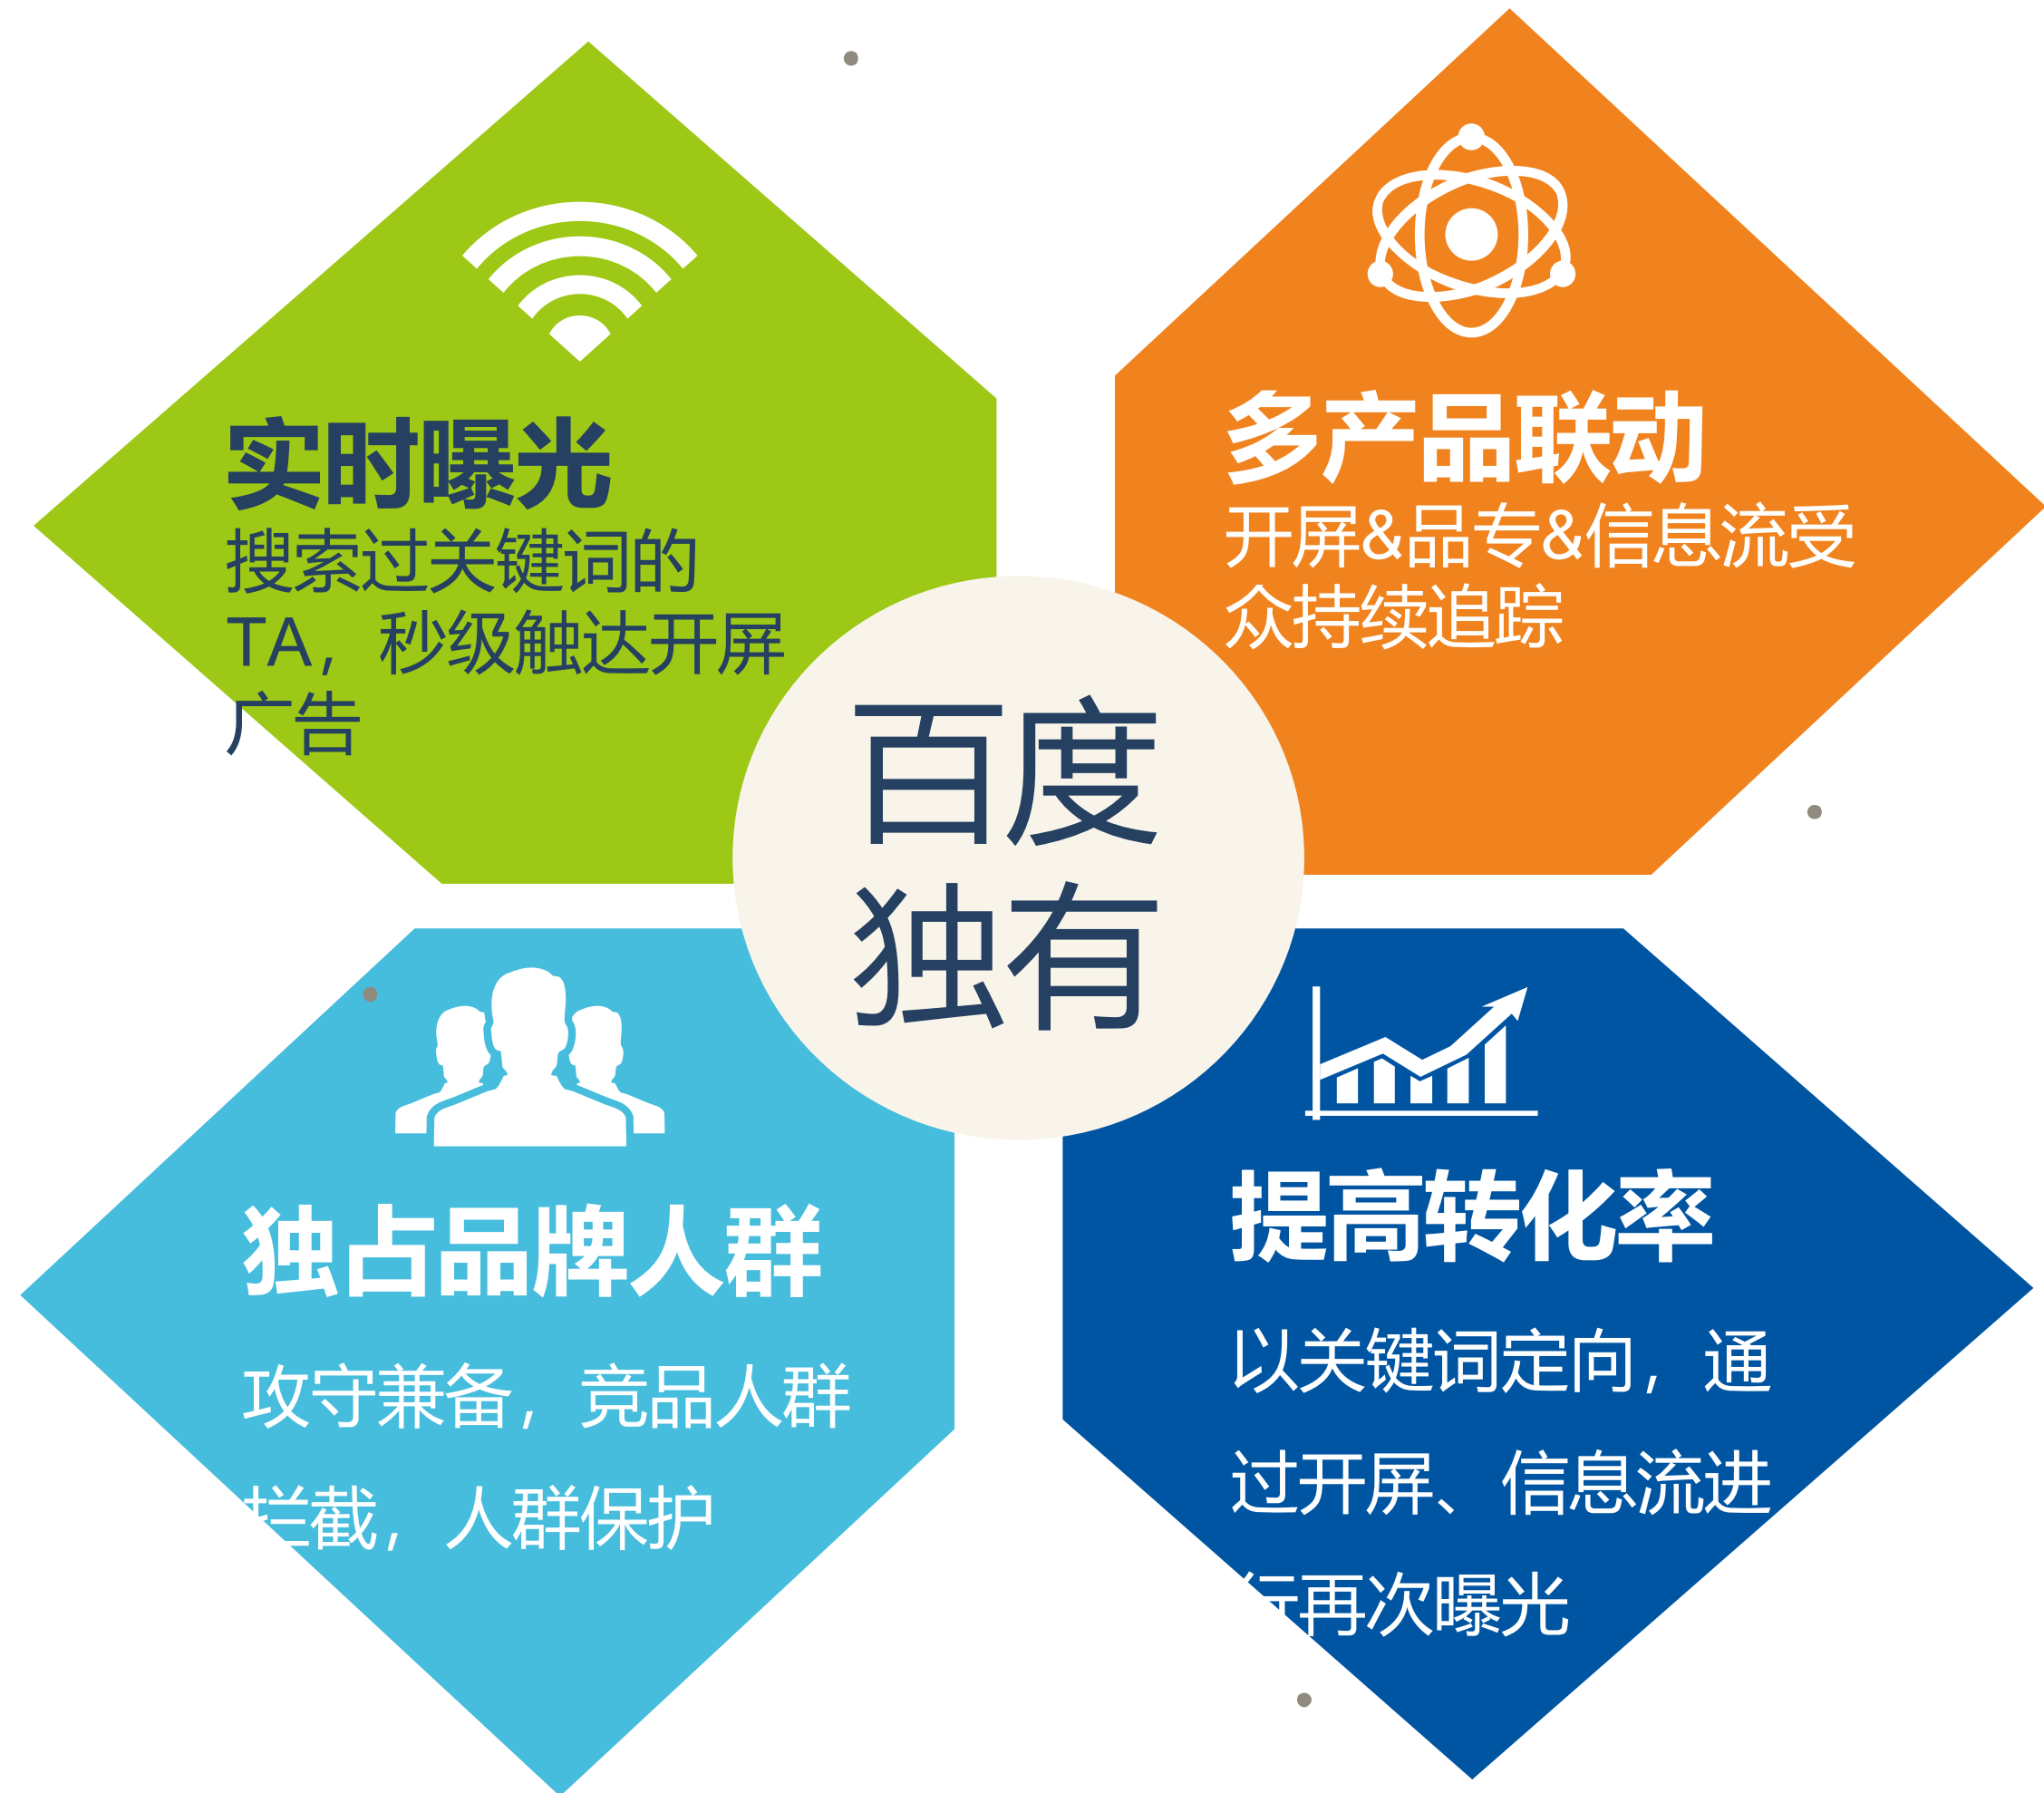 实时曝光
搜索过关键词的
TA,秒级触达开屏
广告
多产品联动
开屏&品专&信息流受
众持续追踪
百度
独有
独占品牌人群
攻守兼备,竞品人群
拦截,人群保护
提高转化率
以关键词定向,通
过开屏、信息流进
行再次曝光